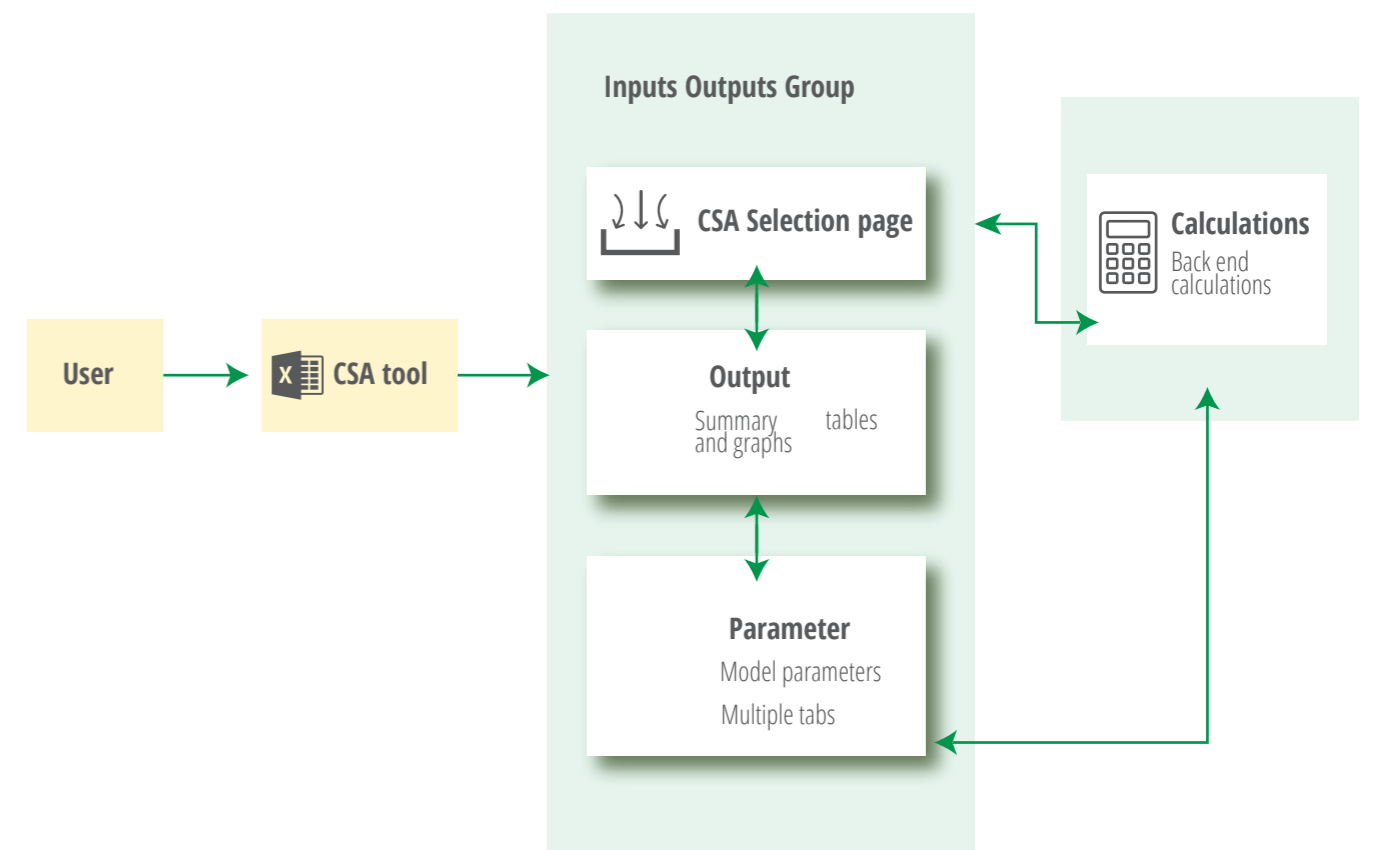 Inputs Outputs Group
CSA Selection page
Calculations
Back end
calculations
User
X
CSA tool
Output
Summary tables
and graphs
Parameter
Model parameters
Multiple tabs